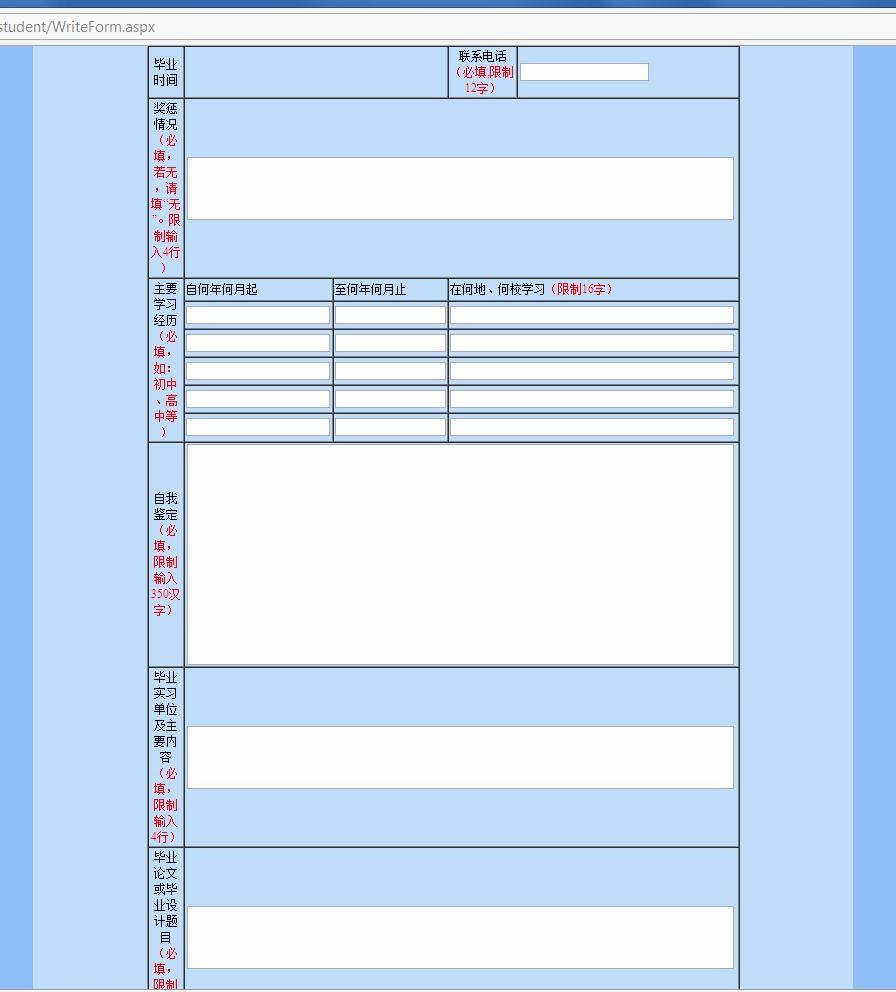 student/WriteForm.aspx
毕业
时间
联系电话
（必填,限制
12字）
奖惩
情况
（必
填，
若无
，请
填“无
”。限
制输
入4行
）
主要
学习
经历
（必
填，
如：
初中
、高
中等
）
自何年何月起
至何年何月止
在何地、何校学习（限制16字）
自我
鉴定
（必
填，
限制
输入
350汉
字）
毕业
实习
单位
及主
要内
容
（必
填，
限制
输入
4行）
毕业
论文
或毕
业设
计题
目
（必
填，
限制